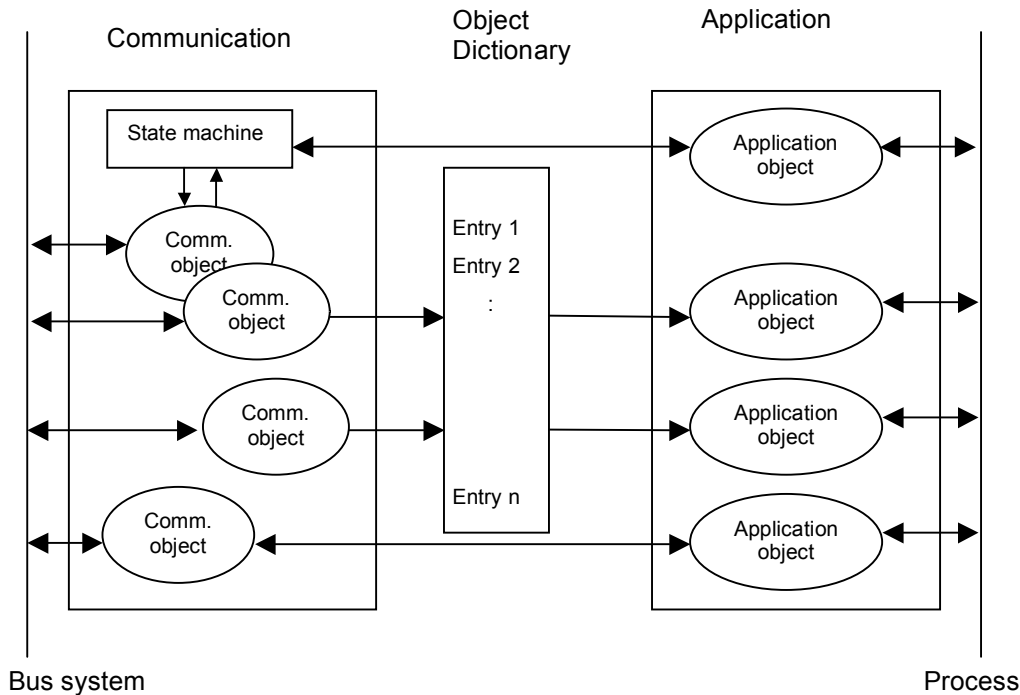 Communication
Object
Dictionary
Application
State machine
Comm.
object
Comm.
object
Comm.
object
Comm.
object
Entry 1
Entry 2
:
Entry n
Application
object
Application
object
Application
object
Application
object
Bus system
Process